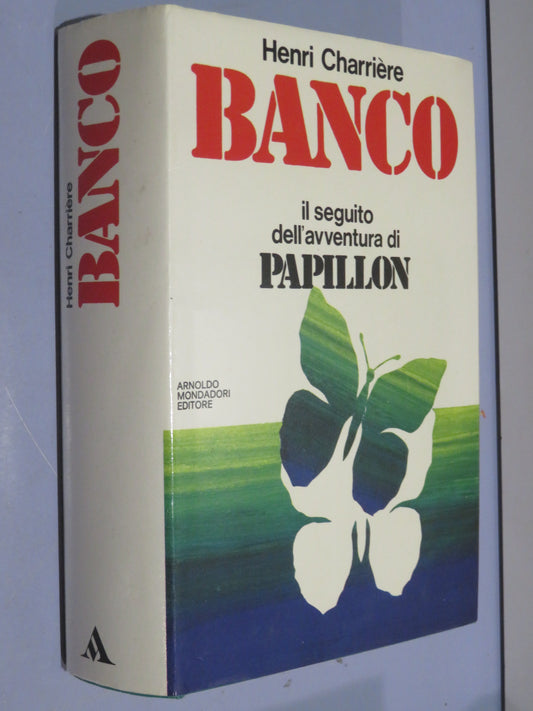 Henri Charrière
BANCO
il seguito
dell'avventura di
PAPILLON
ARNOLDO
MONDADORI
EDITORE
Henri Charrière
BANCO